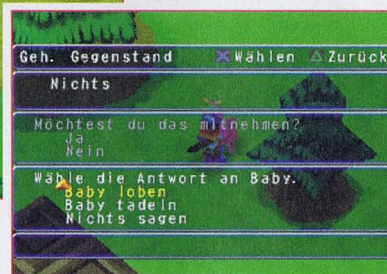 Geh. Gegenstand ✕ Wählen △ Zurück
Nichts
Möchtest du das mitnehmen?
Ja
Nein
Wähle die Antwort an Baby.
Baby loben
Baby tadeln
Nichts sagen